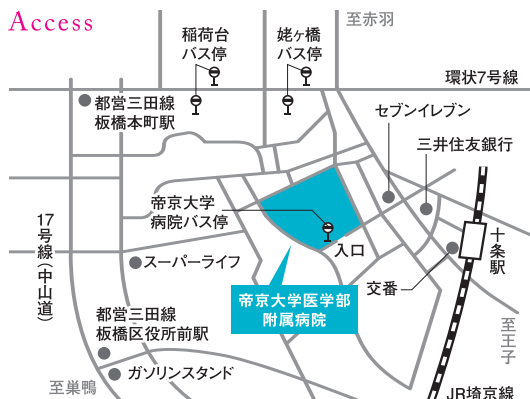 Access
至赤羽
稲荷台
バス停
姥ヶ橋
バス停
環状7号線
都営三田線
板橋本町駅
セブンイレブン
三井住友銀行
帝京大学
病院バス停
17号線(中山道)
入口
十条駅
スーパーライフ
交番
帝京大学医学部
附属病院
都営三田線
板橋区役所前駅
至王子
ガソリンスタンド
至巣鴨
JR埼京線